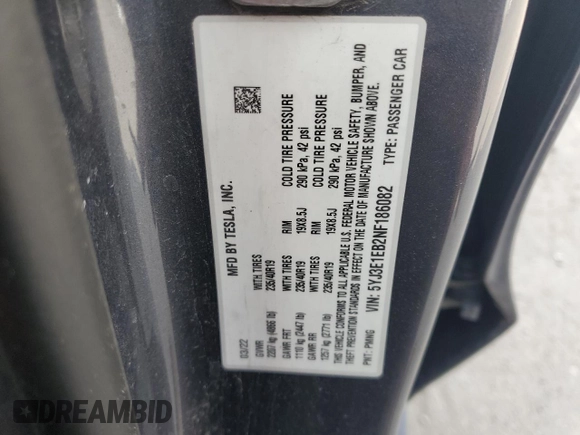 MFD BY TESLA, INC.
03/22
GVWR WITH TIRES RIM COLD TIRE PRESSURE
2207 kg (4866 lb) 235/40R19 19X8.5J 290 kPa, 42 psi
GAWR FRT WITH TIRES RIM COLD TIRE PRESSURE
1110 kg (2447 lb) 235/40R19 19X8.5J 290 kPa, 42 psi
GAWR RR WITH TIRES RIM COLD TIRE PRESSURE
1257 kg (2771 lb) 235/40R19 19X8.5J 290 kPa, 42 psi
THIS VEHICLE CONFORMS TO ALL APPLICABLE U.S. FEDERAL MOTOR VEHICLE SAFETY, BUMPER, AND
THEFT PREVENTION STANDARDS IN EFFECT ON THE DATE OF MANUFACTURE SHOWN ABOVE.
VIN: 5YJ3E1EB2NF186082 TYPE: PASSENGER CAR
PNT: PMNG
DREAMBID